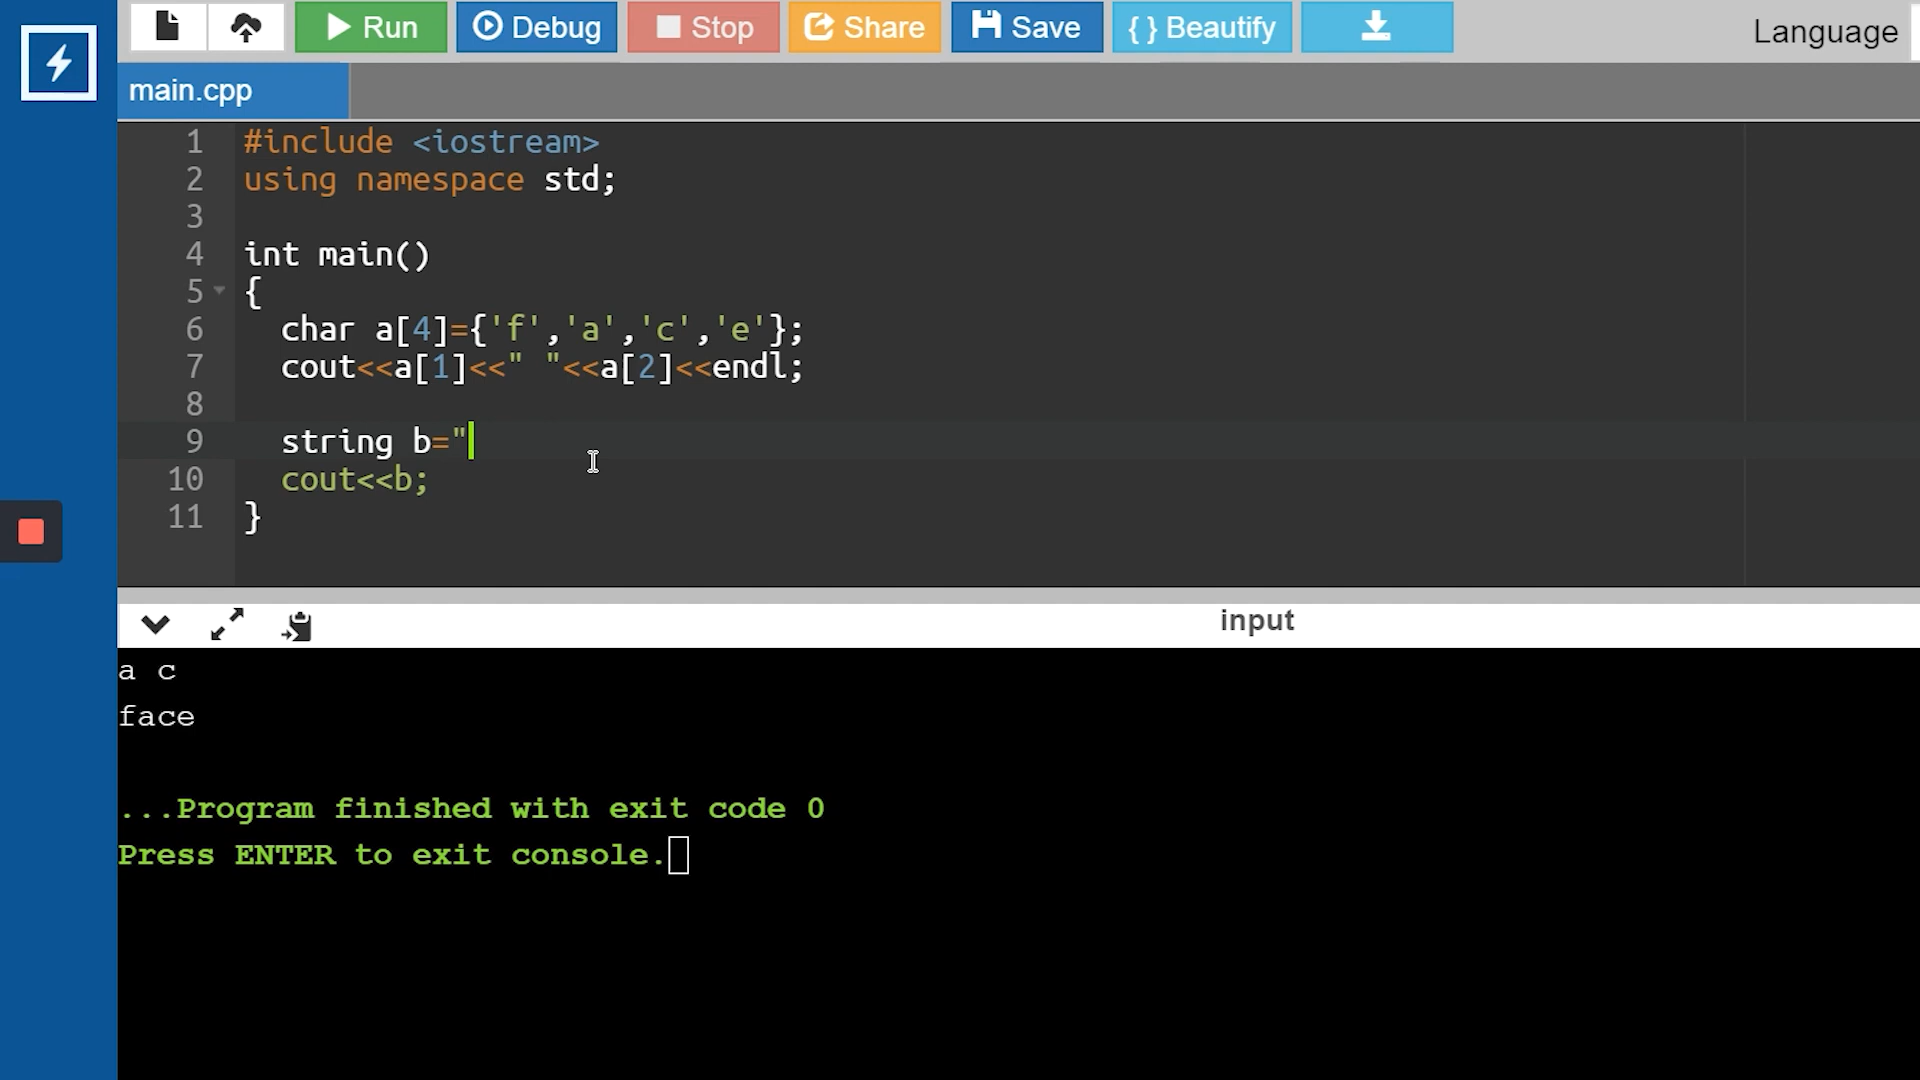 Run Debug Stop Share Save { } Beautify Language
main.cpp
1 #include <iostream>
2 using namespace std;
3
4 int main()
5 {
6 char a[4]={'f','a','c','e'};
7 cout<<a[1]<<" "<<a[2]<<endl;
8
9 string b="
10 cout<<b;
11 }
input
a c
face
...Program finished with exit code 0
Press ENTER to exit console.